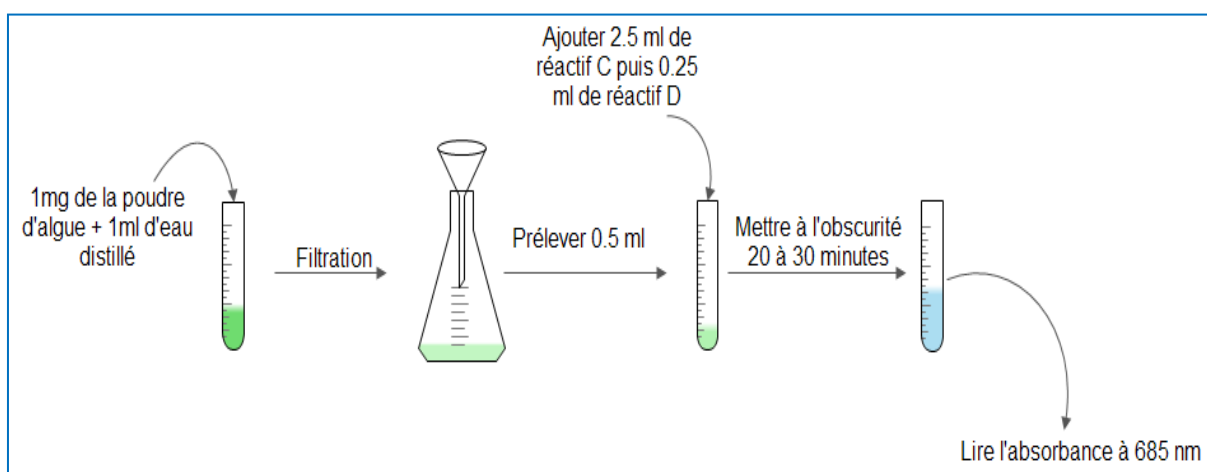 1mg de la poudre
d'algue + 1ml d'eau
distillé
Filtration
Prélever 0.5 ml
Ajouter 2.5 ml de
réactif C puis 0.25
ml de réactif D
Mettre à l'obscurité
20 à 30 minutes
Lire l'absorbance à 685 nm